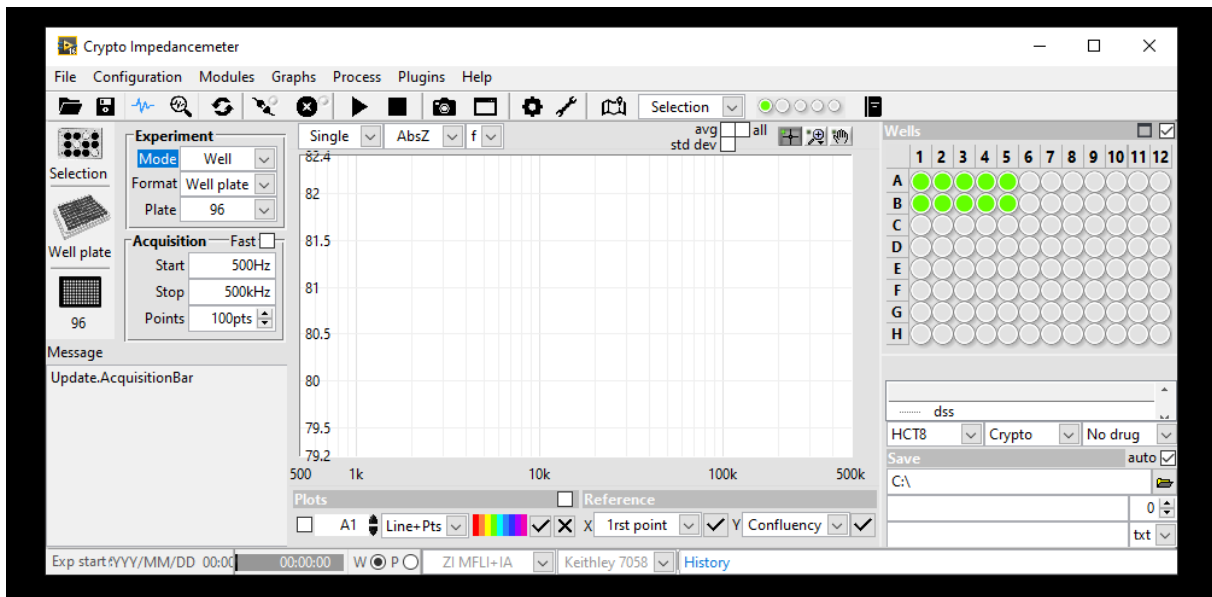 Crypto Impedancemeter
File Configuration Modules Graphs Process Plugins Help
Selection
Selection
Well plate
96
Experiment
Mode Well
Format Well plate
Plate 96
Acquisition Fast
Start 500Hz
Stop 500kHz
Points 100pts
Message
Update.AcquisitionBar
Single AbsZ f
avg all
std dev
82.4
82
81.5
81
80.5
80
79.5
79.2
500 1k 10k 100k 500k
Plots Reference
A1 Line+Pts X 1rst point Y Confluency
Wells
1 2 3 4 5 6 7 8 9 10 11 12
A
B
C
D
E
F
G
H
dss
HCT8 Crypto No drug
Save auto
C:\
0
txt
Exp start YYYY/MM/DD 00:00 00:00:00 W P ZI MFLI+IA Keithley 7058 History